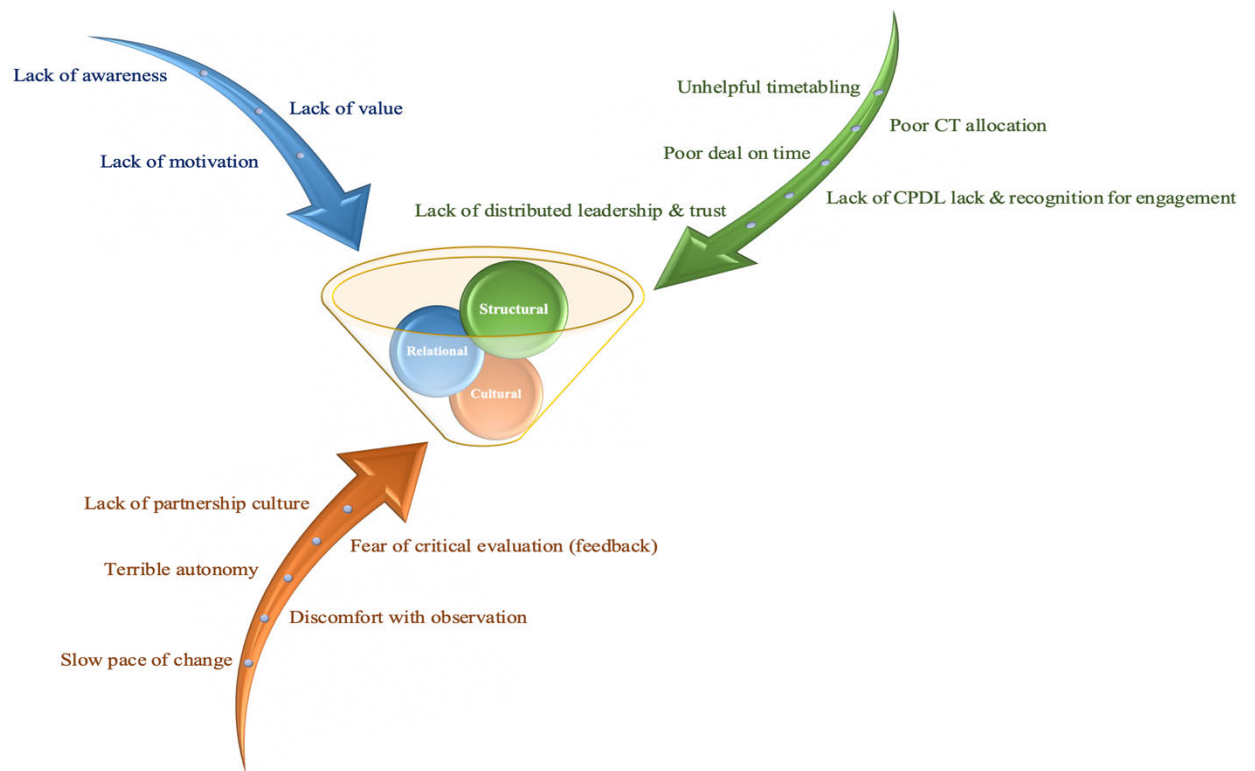 Lack of awareness
Lack of value
Lack of motivation
Unhelpful timetabling
Poor CT allocation
Poor deal on time
Lack of CPDL lack & recognition for engagement
Lack of distributed leadership & trust
Structural
Relational
Cultural
Lack of partnership culture
Fear of critical evaluation (feedback)
Terrible autonomy
Discomfort with observation
Slow pace of change